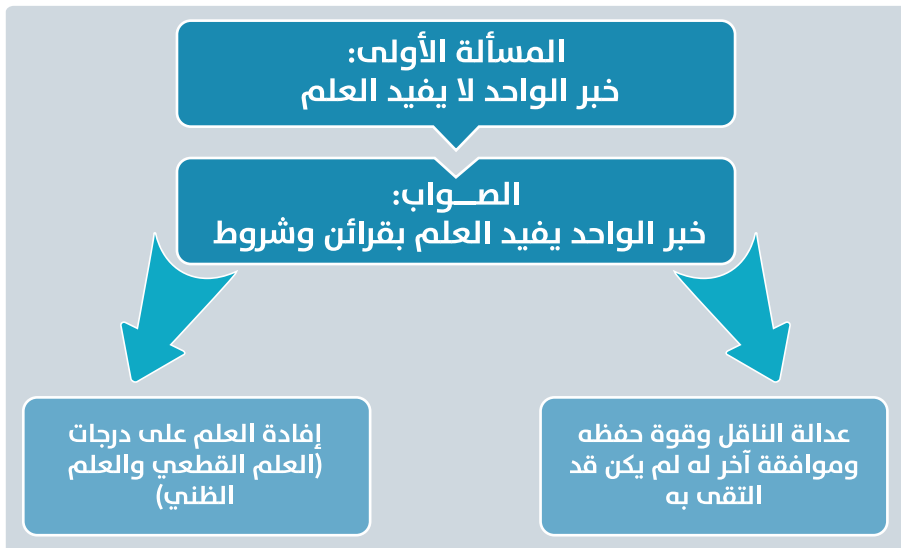 المسألة الأولى:
خبر الواحد لا يفيد العلم
الصـــواب:
خبر الواحد يفيد العلم بقرائن وشروط
عدالة الناقل وقوة حفظه
وموافقة آخر له لم يكن قد
التقى به
إفادة العلم على درجات
(العلم القطعي والعلم
الظني)